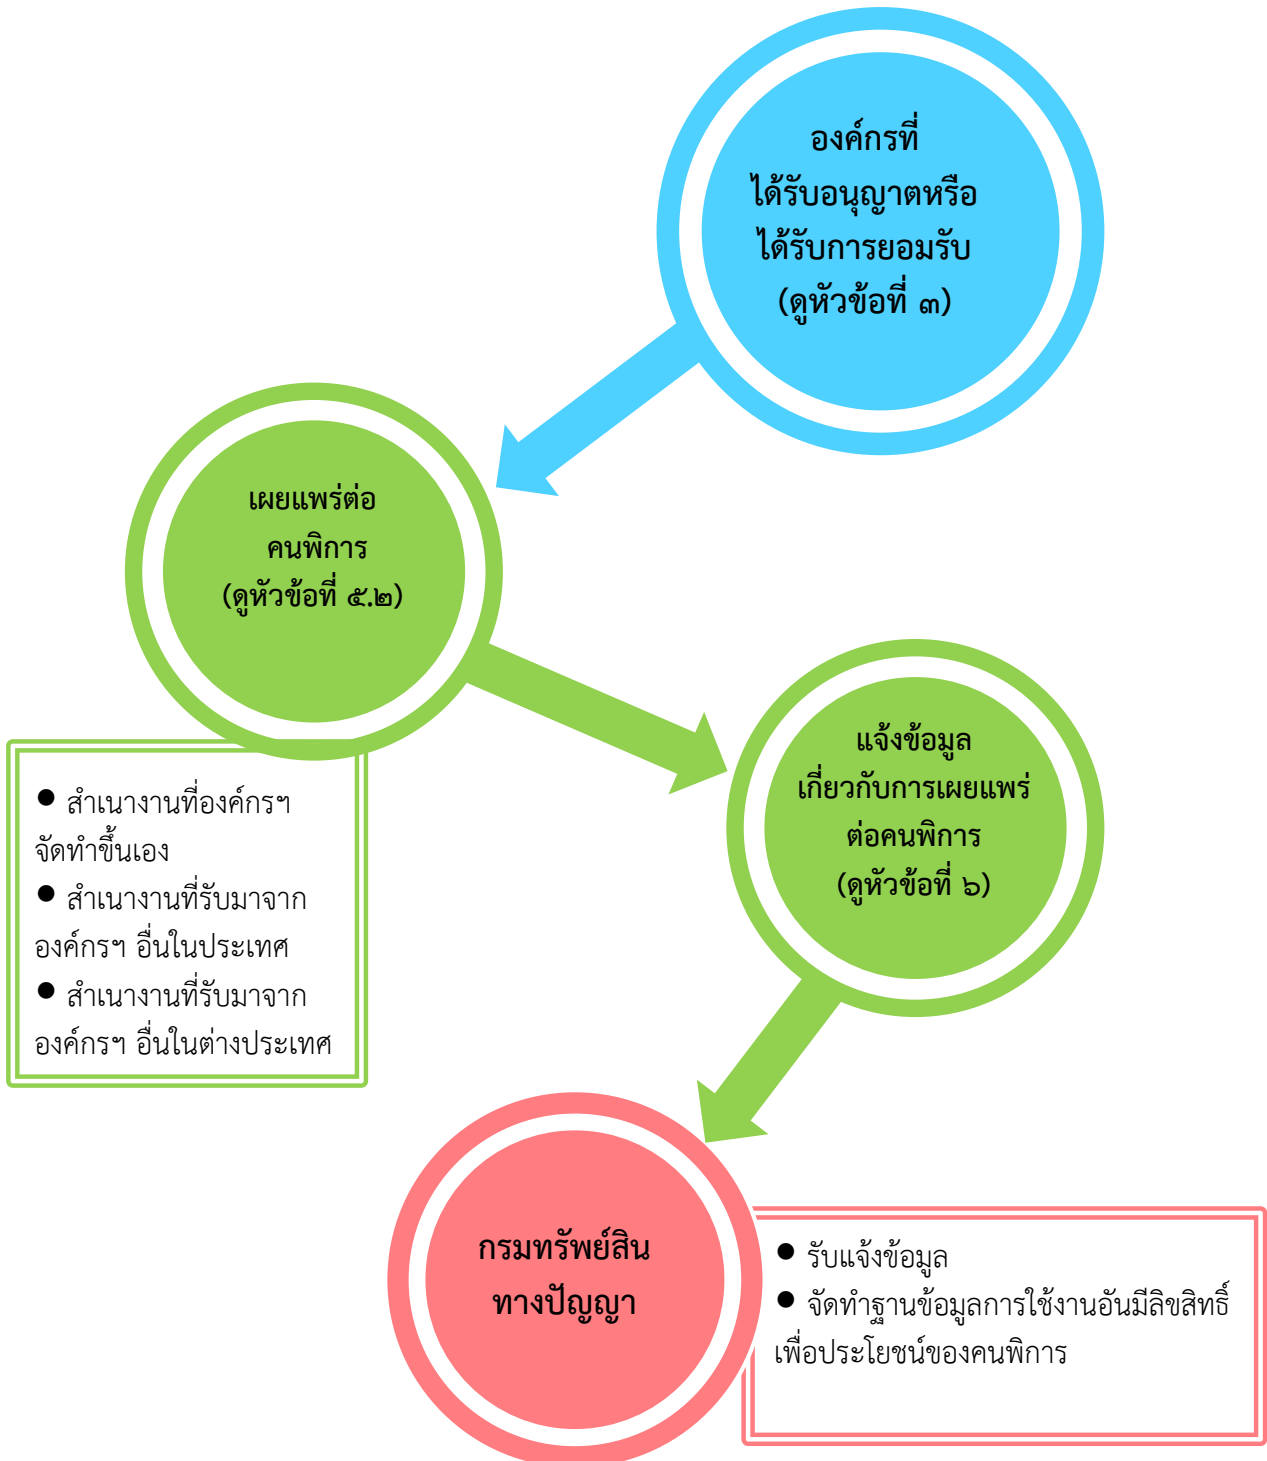 องค์กรที่
ได้รับอนุญาตหรือ
ได้รับการยอมรับ
(ดูหัวข้อที่ ๓)
เผยแพร่ต่อ
คนพิการ
(ดูหัวข้อที่ ๕.๒)
● สำเนางานที่องค์กรฯ
จัดทำขึ้นเอง
● สำเนางานที่รับมาจาก
องค์กรฯ อื่นในประเทศ
● สำเนางานที่รับมาจาก
องค์กรฯ อื่นในต่างประเทศ
แจ้งข้อมูล
เกี่ยวกับการเผยแพร่
ต่อคนพิการ
(ดูหัวข้อที่ ๖)
กรมทรัพย์สิน
ทางปัญญา
● รับแจ้งข้อมูล
● จัดทำฐานข้อมูลการใช้งานอันมีลิขสิทธิ์
เพื่อประโยชน์ของคนพิการ